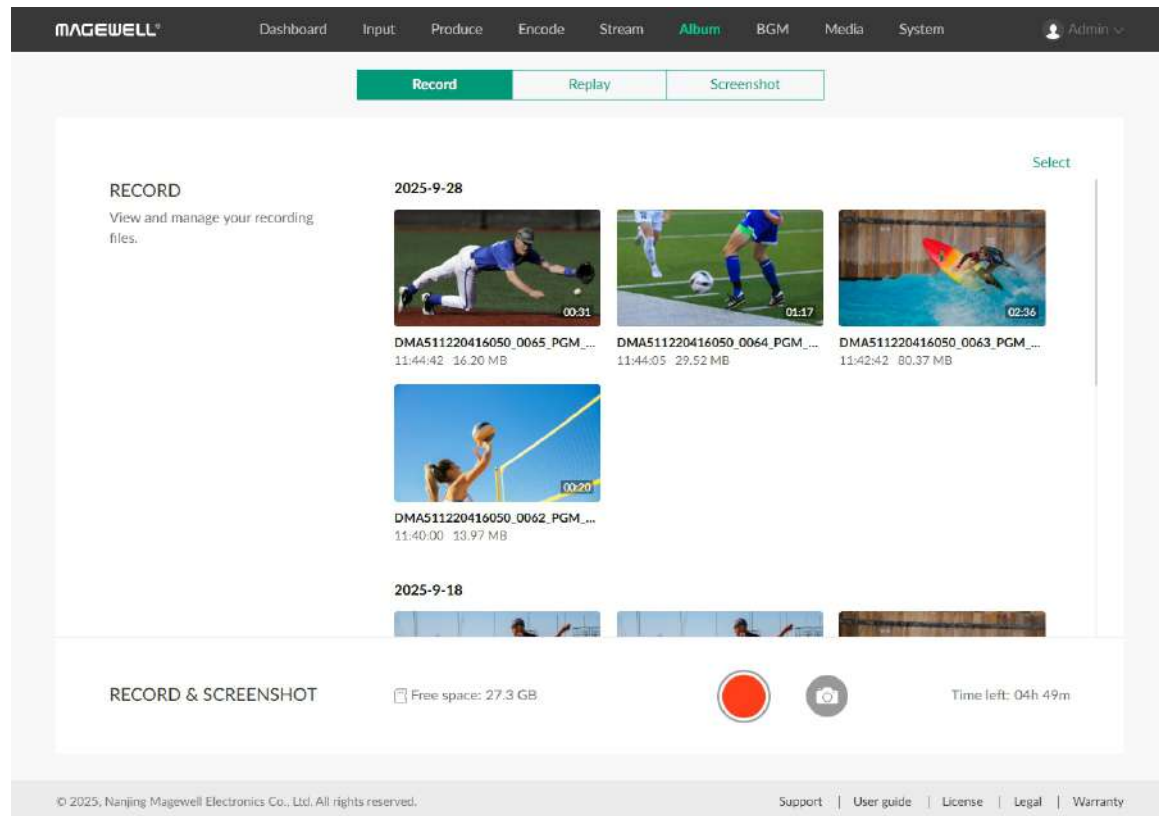 MAGEWELL®
Dashboard Input Produce Encode Stream Album BGM Media System Admin
Record Replay Screenshot
Select
RECORD
View and manage your recording
files.
2025-9-28
00:31
01:17
02:36
DMA511220416050_0065_PGM_...
11:44:42 16.20 MB
DMA511220416050_0064_PGM_...
11:44:05 29.52 MB
DMA511220416050_0063_PGM_...
11:42:42 80.37 MB
00:20
DMA511220416050_0062_PGM_...
11:40:00 13.97 MB
2025-9-18
RECORD & SCREENSHOT
Free space: 27.3 GB
Time left: 04h 49m
© 2025, Nanjing Magewell Electronics Co., Ltd. All rights reserved.
Support | User guide | License | Legal | Warranty